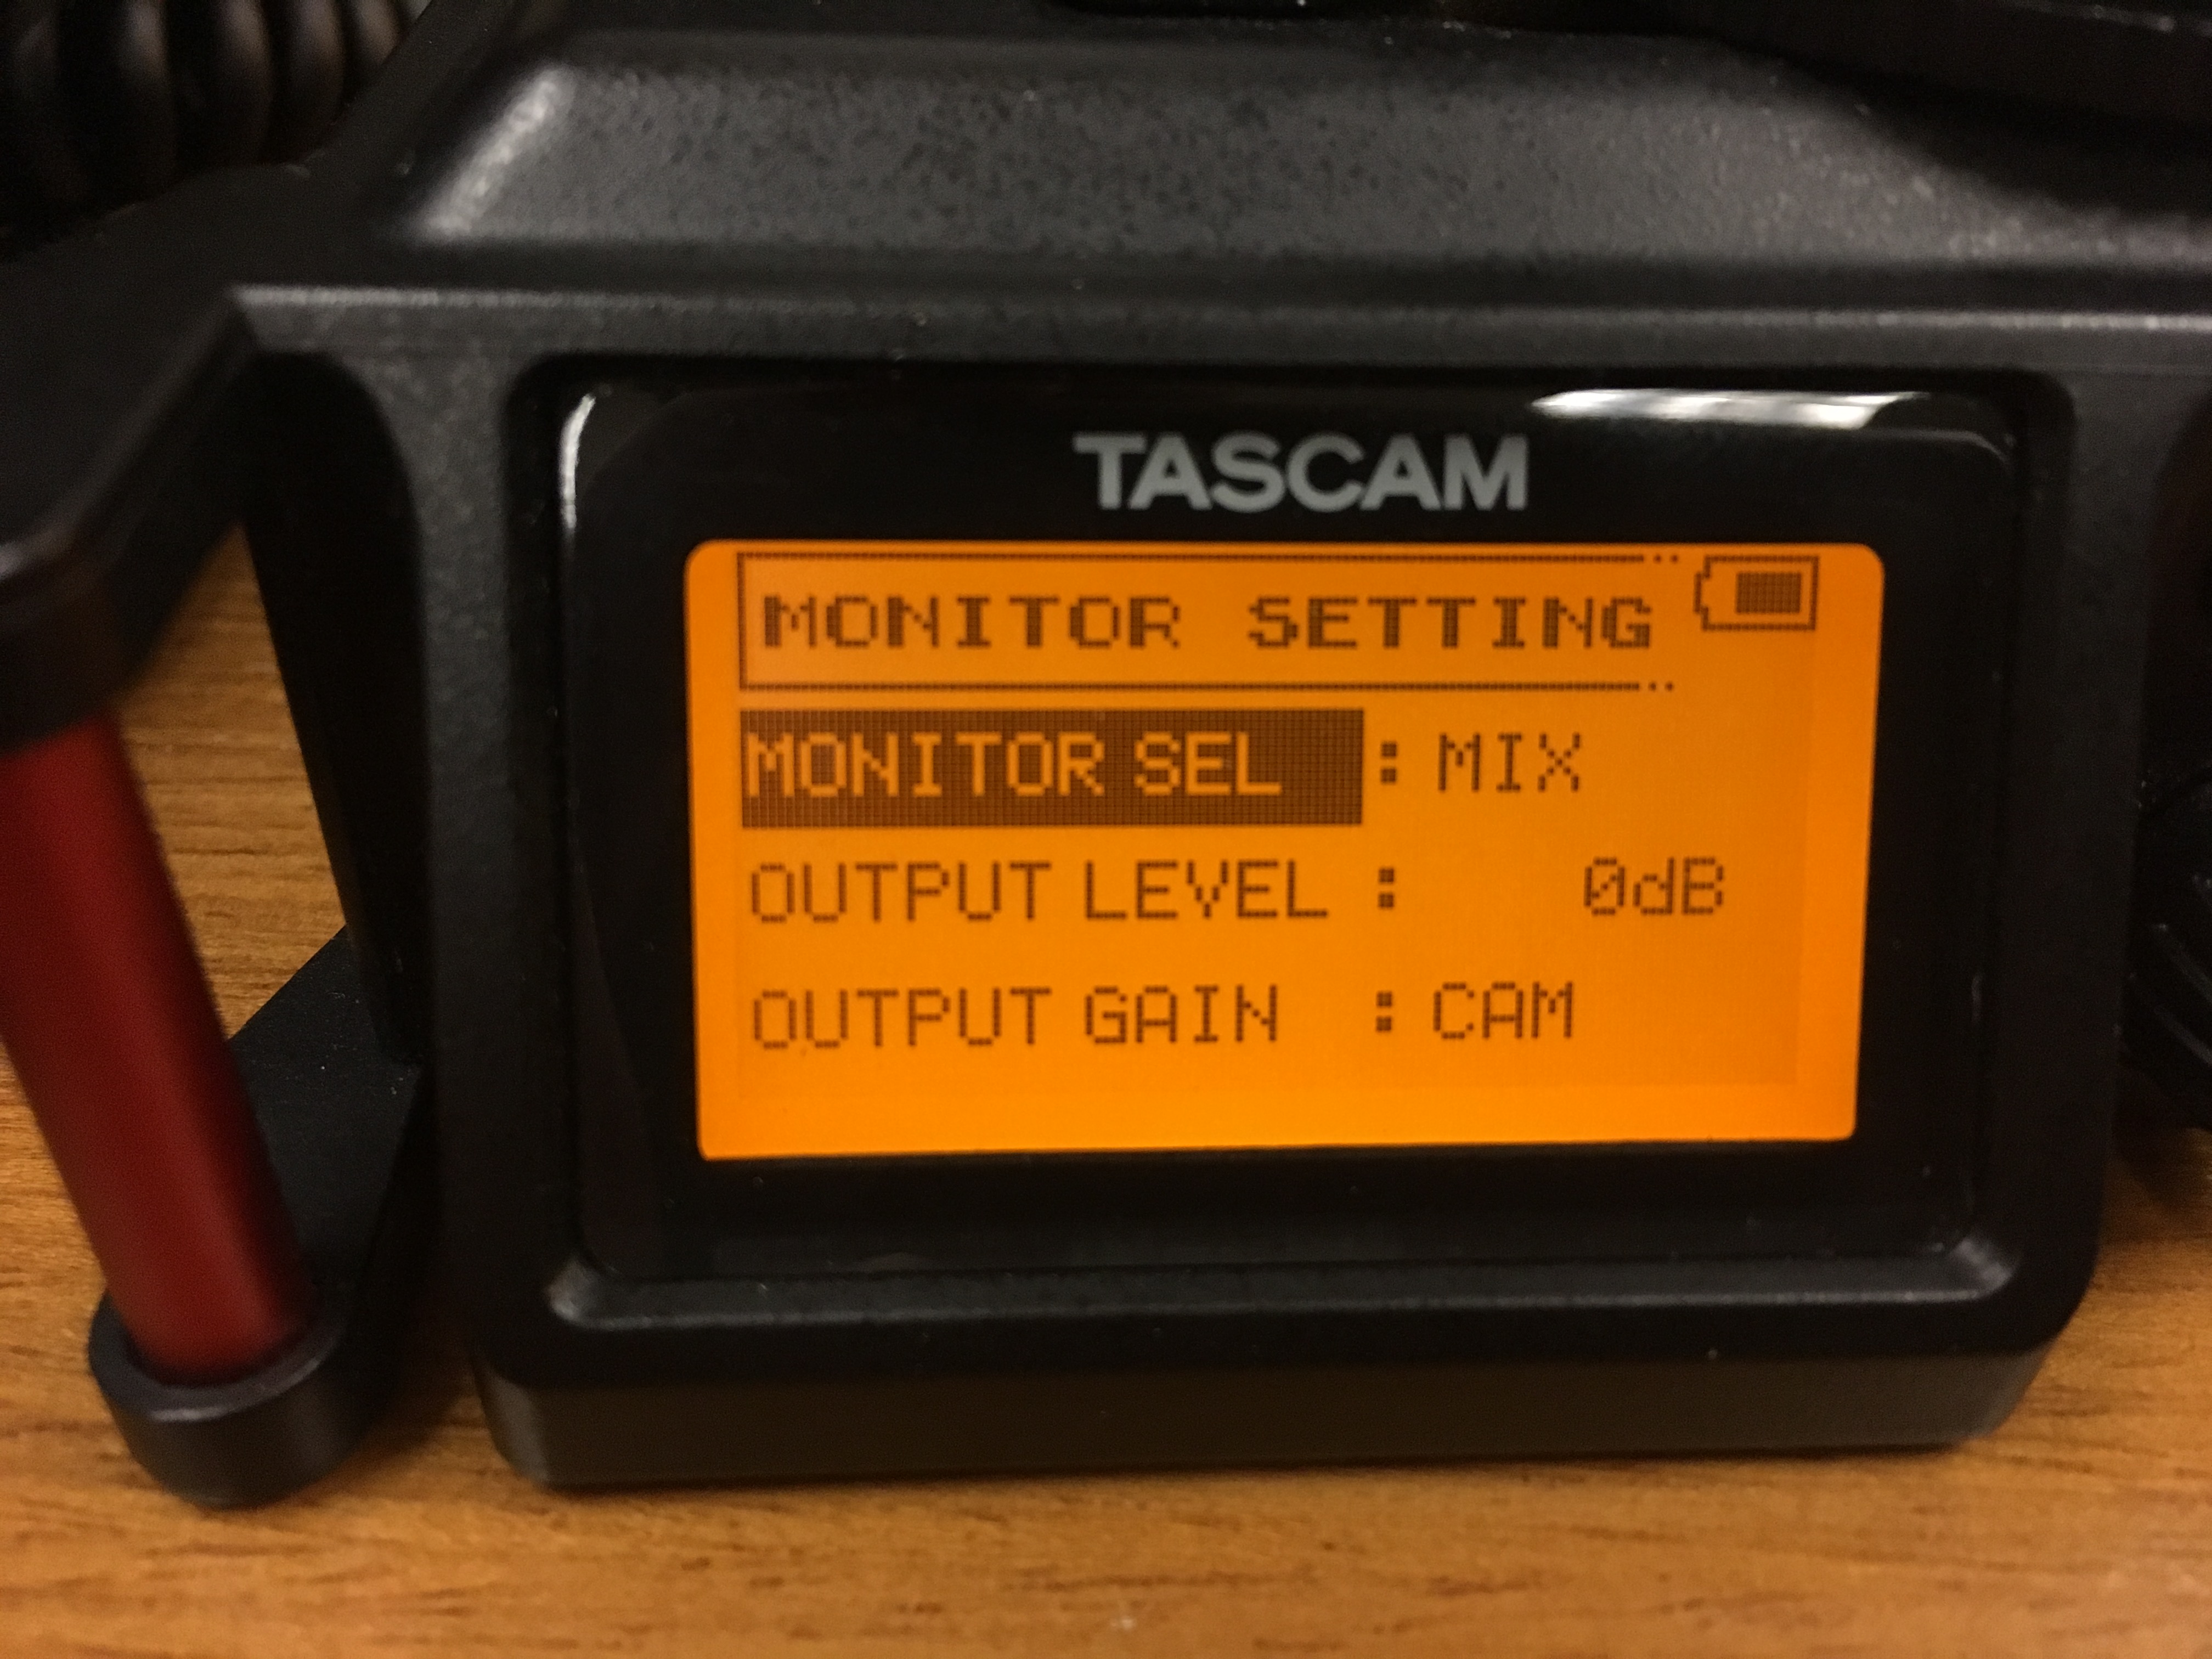 TASCAM
MONITOR SETTING
MONITOR SEL : MIX
OUTPUT LEVEL : 0dB
OUTPUT GAIN : CAM